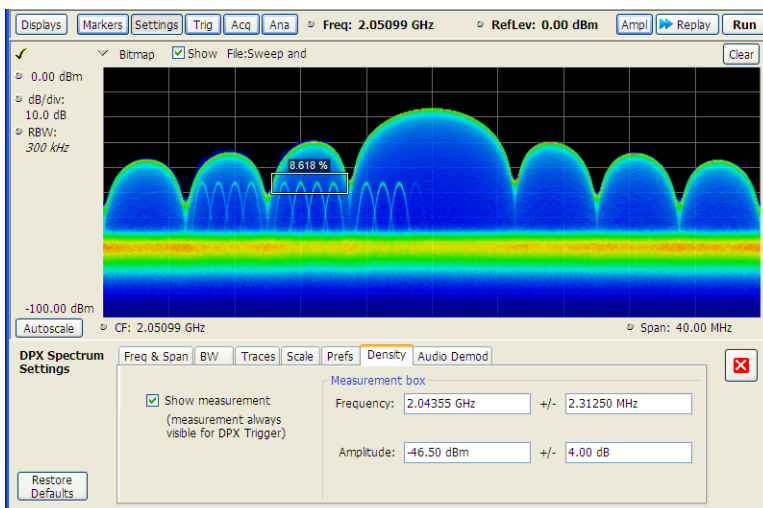 Displays Markers Settings Trig Acq Ana Freq: 2.05099 GHz RefLev: 0.00 dBm Ampl Replay Run
Bitmap Show File:Sweep and Clear
0.00 dBm
dB/div:
10.0 dB
RBW:
300 kHz
8.618 %
-100.00 dBm
Autoscale CF: 2.05099 GHz Span: 40.00 MHz
DPX Spectrum
Settings
Freq & Span BW Traces Scale Prefs Density Audio Demod
Measurement box
Show measurement
(measurement always
visible for DPX Trigger)
Frequency: 2.04355 GHz +/- 2.31250 MHz
Amplitude: -46.50 dBm +/- 4.00 dB
Restore
Defaults